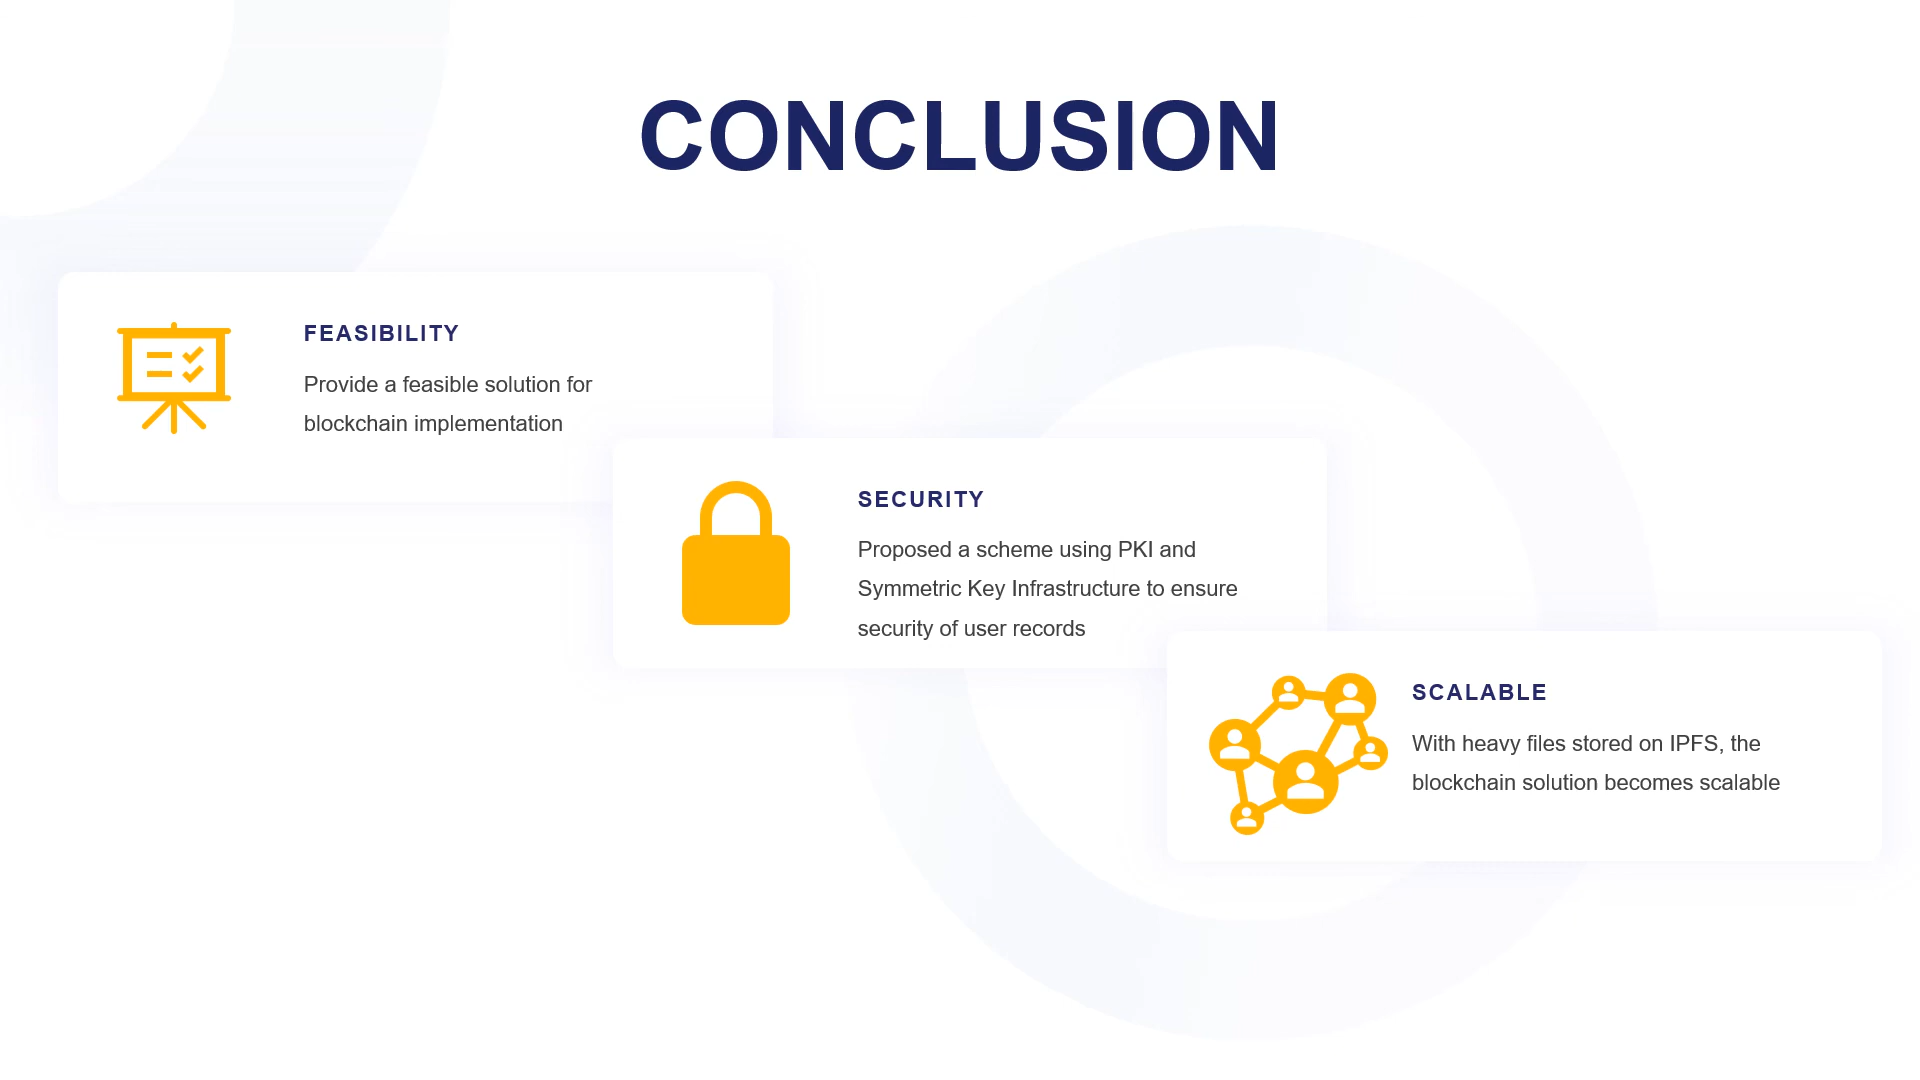 CONCLUSION
FEASIBILITY
Provide a feasible solution for
blockchain implementation
SECURITY
Proposed a scheme using PKI and
Symmetric Key Infrastructure to ensure
security of user records
SCALABLE
With heavy files stored on IPFS, the
blockchain solution becomes scalable